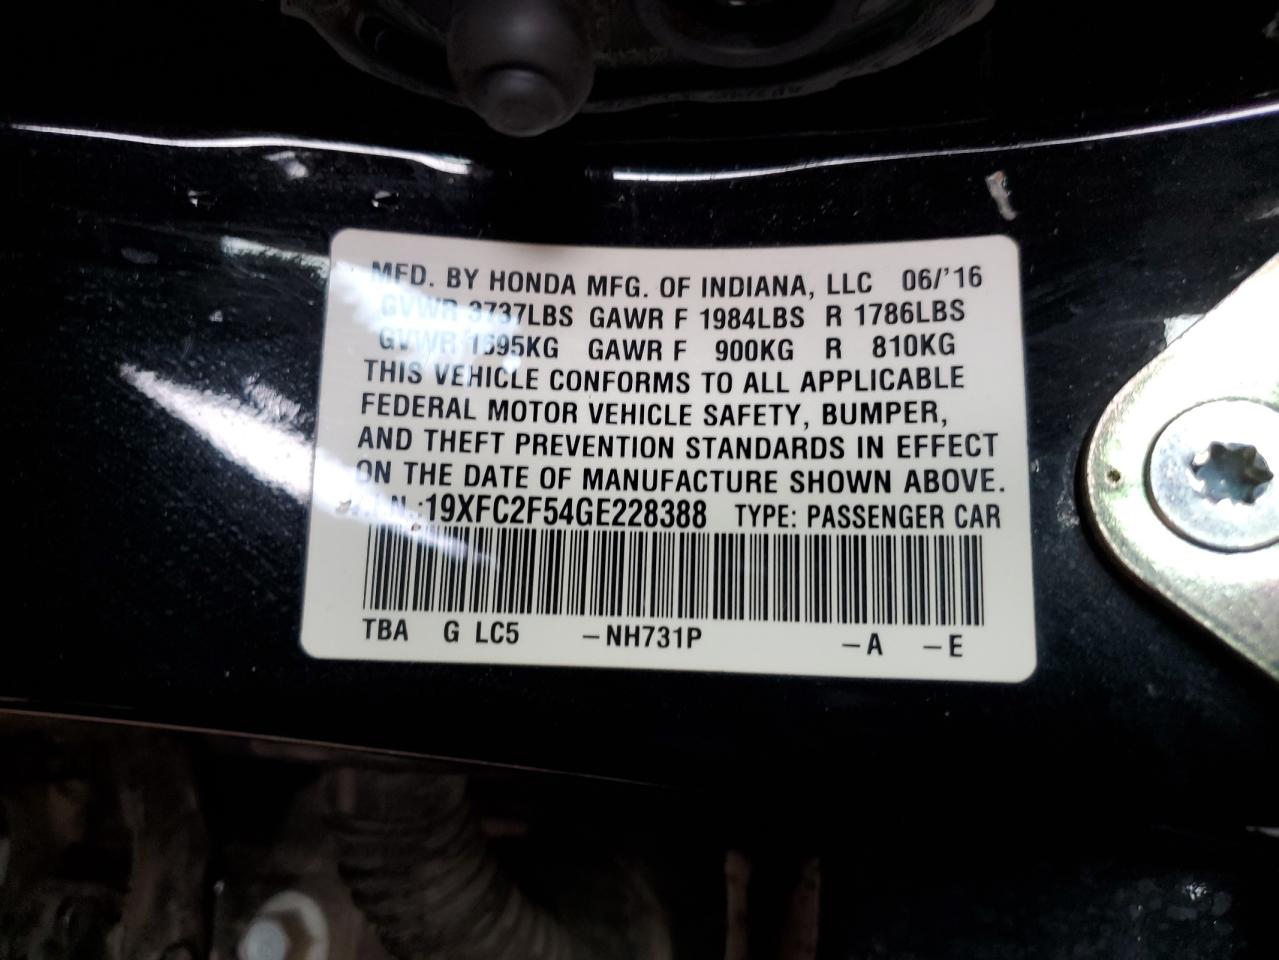 MFD. BY HONDA MFG. OF INDIANA, LLC 06/'16
GVWR 3737LBS GAWR F 1984LBS R 1786LBS
GVWR 1695KG GAWR F 900KG R 810KG
THIS VEHICLE CONFORMS TO ALL APPLICABLE
FEDERAL MOTOR VEHICLE SAFETY, BUMPER,
AND THEFT PREVENTION STANDARDS IN EFFECT
ON THE DATE OF MANUFACTURE SHOWN ABOVE.
19XFC2F54GE228388 TYPE: PASSENGER CAR
TBA G LC5 –NH731P –A –E